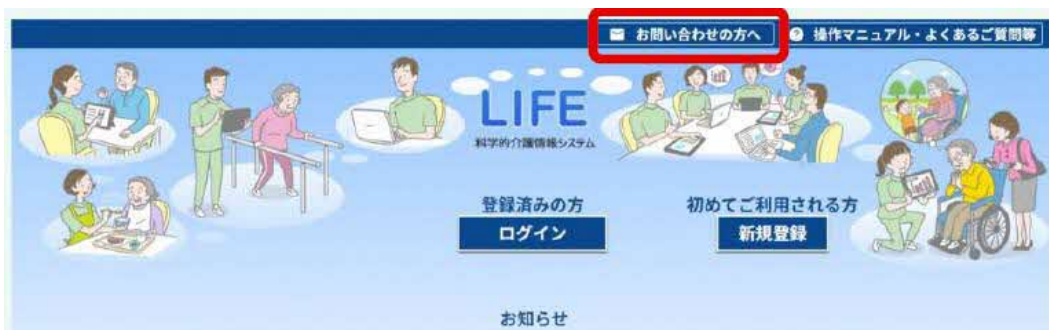 お問い合わせの方へ
操作マニュアル・よくあるご質問等
LIFE
科学的介護情報システム
登録済みの方
初めてご利用される方
ログイン
新規登録
お知らせ